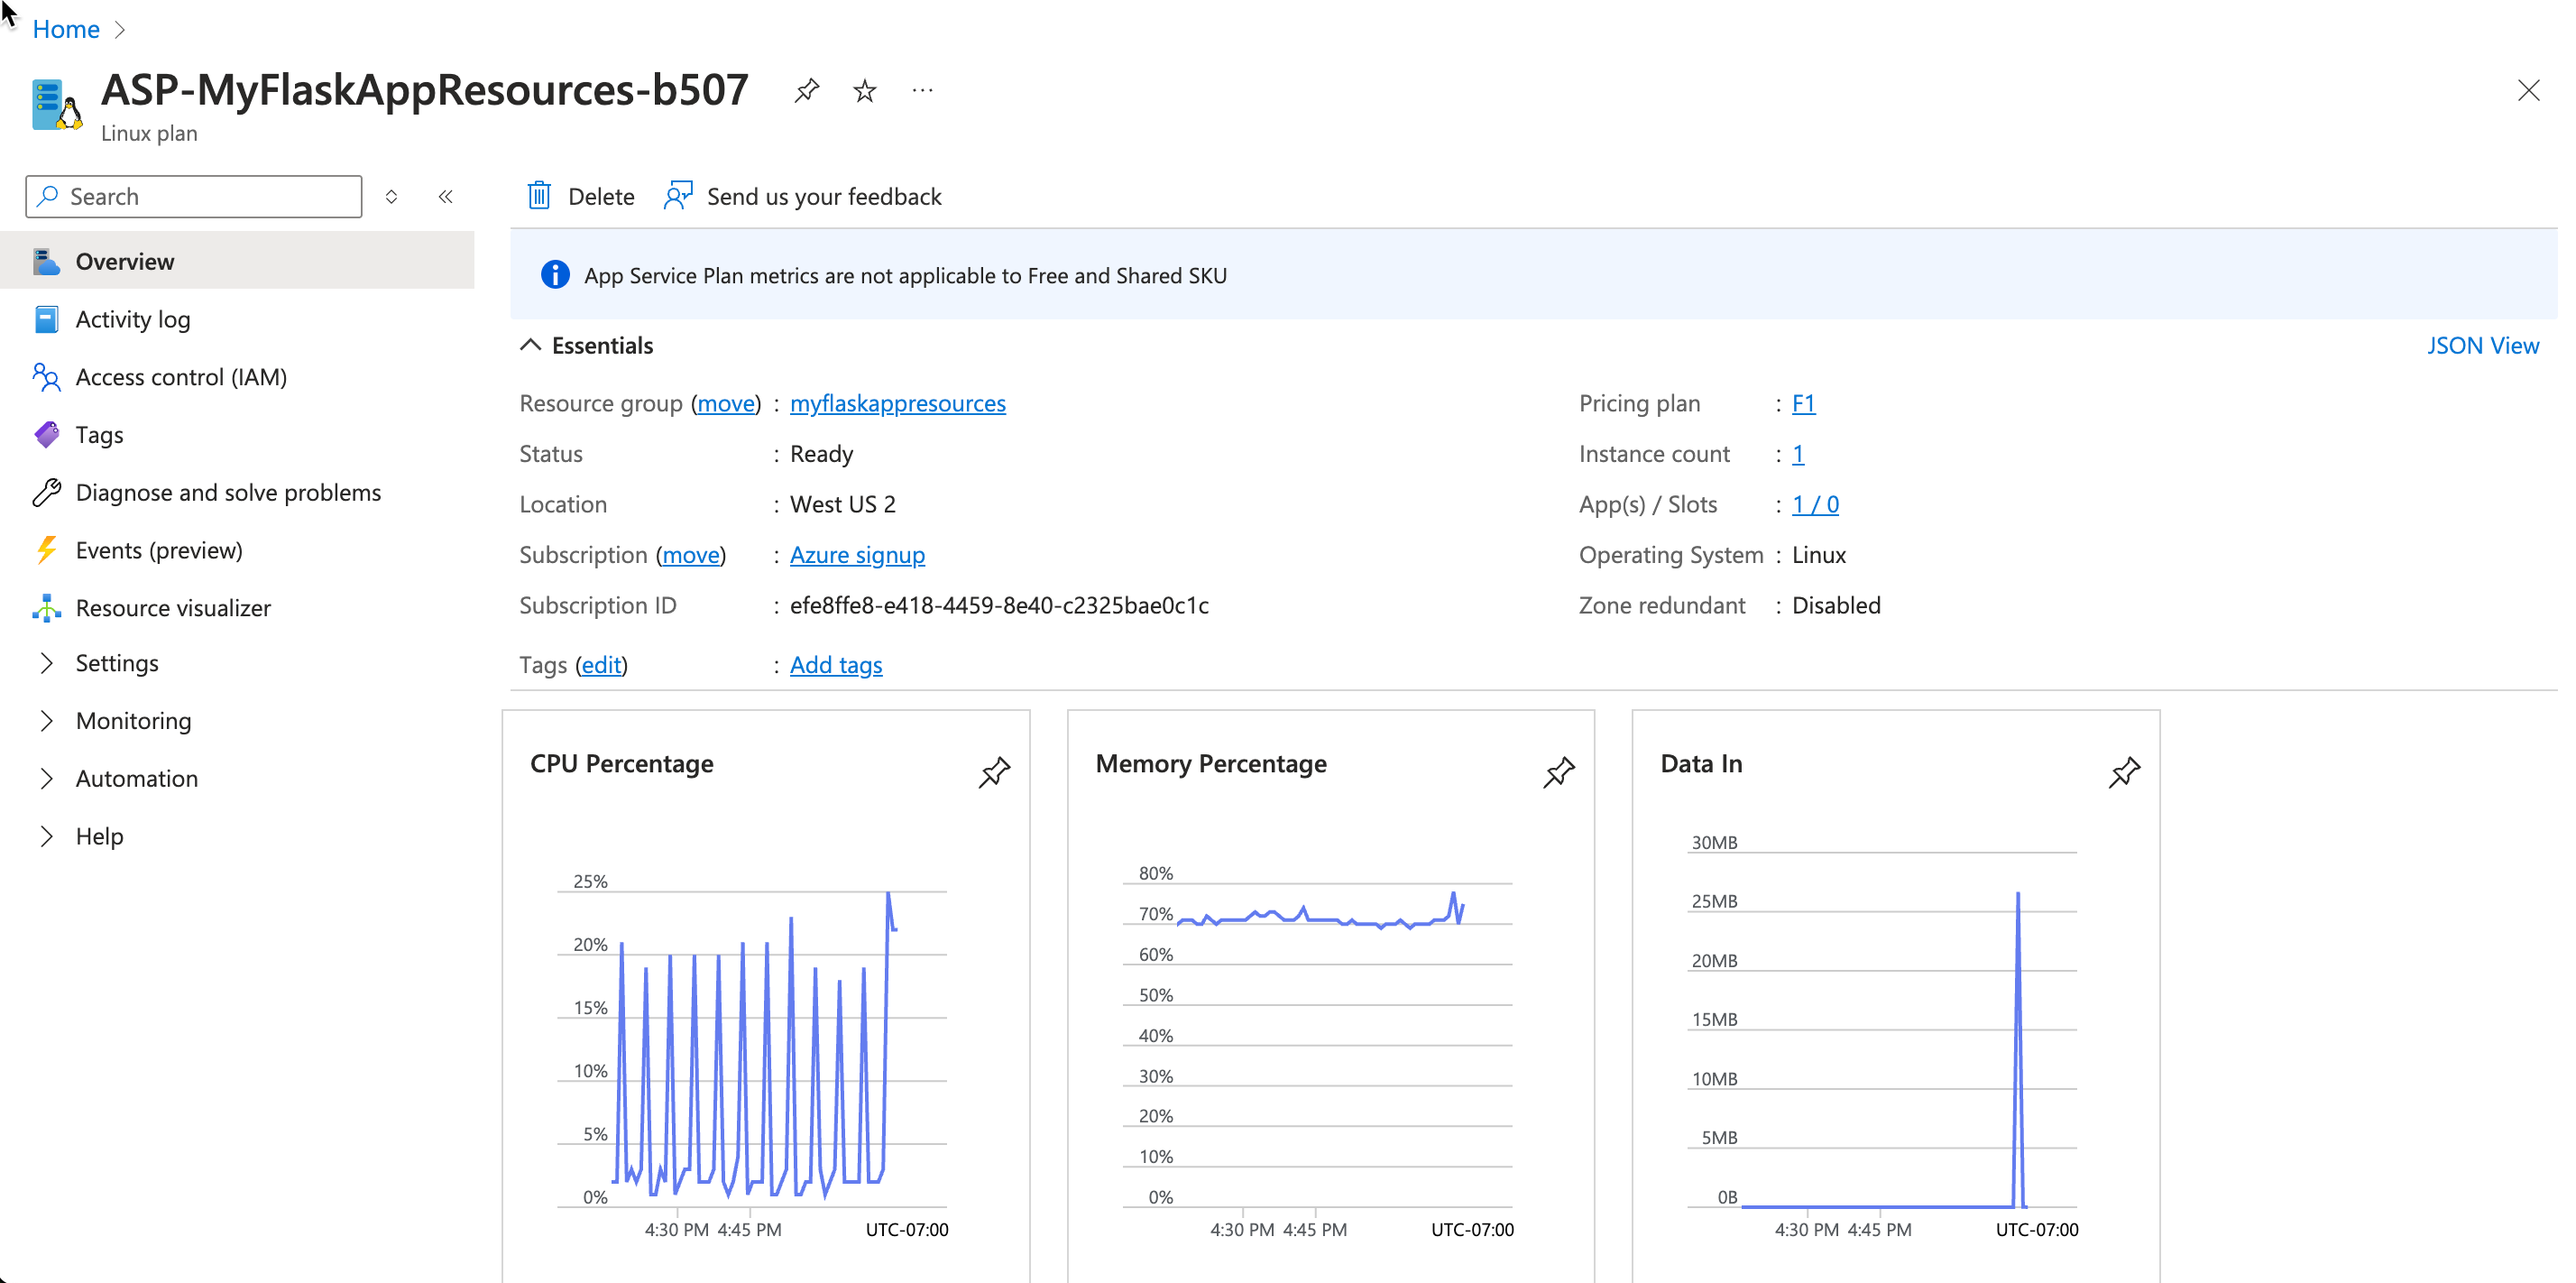 Home
ASP-MyFlaskAppResources-b507
Linux plan
Search
Delete
Send us your feedback
Overview
Activity log
Access control (IAM)
Tags
Diagnose and solve problems
Events (preview)
Resource visualizer
Settings
Monitoring
Automation
Help
App Service Plan metrics are not applicable to Free and Shared SKU
Essentials
JSON View
Resource group (move) : myflaskappresources
Status : Ready
Location : West US 2
Subscription (move) : Azure signup
Subscription ID : efe8ffe8-e418-4459-8e40-c2325bae0c1c
Tags (edit) : Add tags
Pricing plan : F1
Instance count : 1
App(s) / Slots : 1 / 0
Operating System : Linux
Zone redundant : Disabled
CPU Percentage
25%
20%
15%
10%
5%
0%
4:30 PM 4:45 PM UTC-07:00
Memory Percentage
80%
70%
60%
50%
40%
30%
20%
10%
0%
4:30 PM 4:45 PM UTC-07:00
Data In
30MB
25MB
20MB
15MB
10MB
5MB
0B
4:30 PM 4:45 PM UTC-07:00